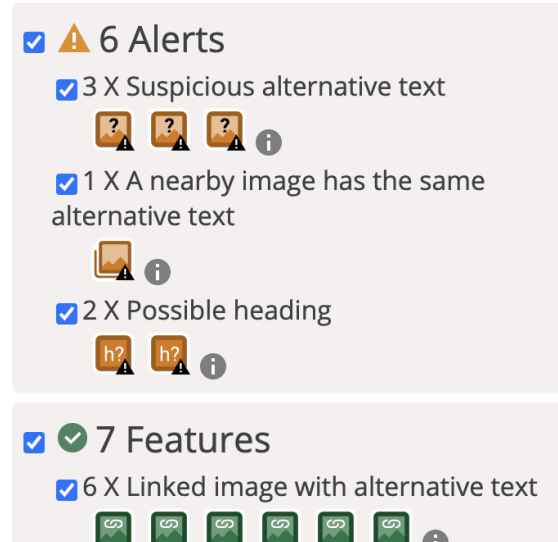 6 Alerts
3 X Suspicious alternative text
? ? ?
1 X A nearby image has the same
alternative text
2 X Possible heading
h? h?
7 Features
6 X Linked image with alternative text